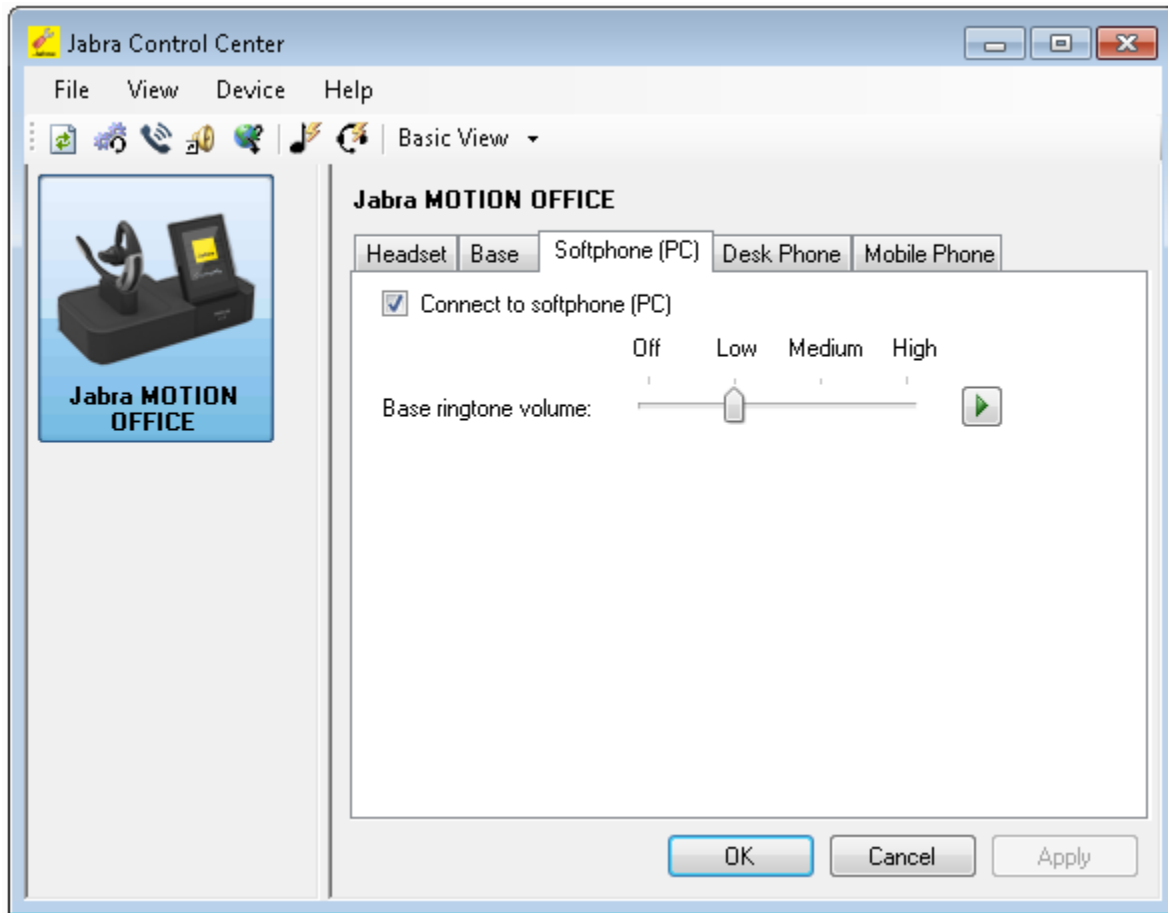 Jabra Control Center
File View Device Help
Basic View
Jabra MOTION
OFFICE
Jabra MOTION OFFICE
Headset Base Softphone (PC) Desk Phone Mobile Phone
Connect to softphone (PC)
Off Low Medium High
Base ringtone volume:
OK Cancel Apply